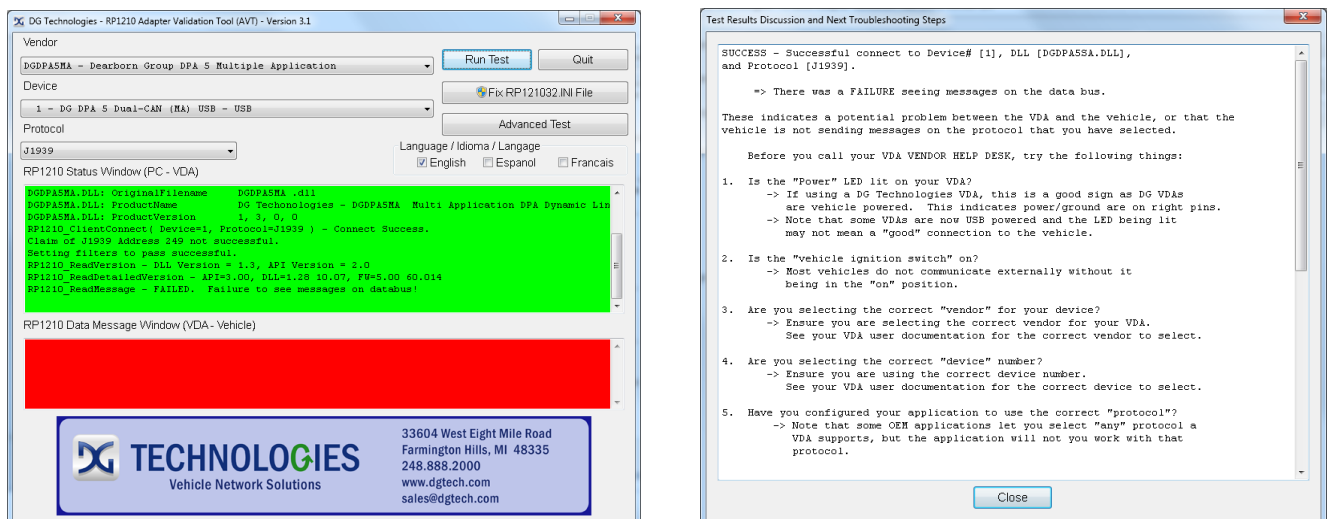 DG Technologies - RP1210 Adapter Validation Tool (AVT) - Version 3.1
Vendor
DGDPA5MA - Dearborn Group DPA 5 Multiple Application
Run Test
Quit
Device
1 - DG DPA 5 Dual-CAN (MA) USB - USB
Fix RP121032.INI File
Protocol
Advanced Test
J1939
Language / Idioma / Langage
English
Espanol
Francais
RP1210 Status Window (PC - VDA)
DGDPA5MA.DLL: OriginalFilename DGDPA5MA .dll
DGDPA5MA.DLL: ProductName DG Techonologies - DGDPA5MA Multi Application DPA Dynamic Lin
DGDPA5MA.DLL: ProductVersion 1, 3, 0, 0
RP1210_ClientConnect( Device=1, Protocol=J1939 ) - Connect Success.
Claim of J1939 Address 249 not successful.
Setting filters to pass successful.
RP1210_ReadVersion - DLL Version = 1.3, API Version = 2.0
RP1210_ReadDetailedVersion - API=3.00, DLL=1.28 10.07, FW=5.00 60.014
RP1210_ReadMessage - FAILED. Failure to see messages on databus!
RP1210 Data Message Window (VDA - Vehicle)
TECHNOLOGIES
Vehicle Network Solutions
33604 West Eight Mile Road
Farmington Hills, MI 48335
248.888.2000
www.dgtech.com
sales@dgtech.com
Test Results Discussion and Next Troubleshooting Steps
SUCCESS - Successful connect to Device# [1], DLL [DGDPA5SA.DLL],
and Protocol [J1939].
=> There was a FAILURE seeing messages on the data bus.
These indicates a potential problem between the VDA and the vehicle, or that the
vehicle is not sending messages on the protocol that you have selected.
Before you call your VDA VENDOR HELP DESK, try the following things:
1. Is the "Power" LED lit on your VDA?
-> If using a DG Technologies VDA, this is a good sign as DG VDAs
are vehicle powered. This indicates power/ground are on right pins.
-> Note that some VDAs are now USB powered and the LED being lit
may not mean a "good" connection to the vehicle.
2. Is the "vehicle ignition switch" on?
-> Most vehicles do not communicate externally without it
being in the "on" position.
3. Are you selecting the correct "vendor" for your device?
-> Ensure you are selecting the correct vendor for your VDA.
See your VDA user documentation for the correct vendor to select.
4. Are you selecting the correct "device" number?
-> Ensure you are using the correct device number.
See your VDA user documentation for the correct device to select.
5. Have you configured your application to use the correct "protocol"?
-> Note that some OEM applications let you select "any" protocol a
VDA supports, but the application will not you work with that
protocol.
Close